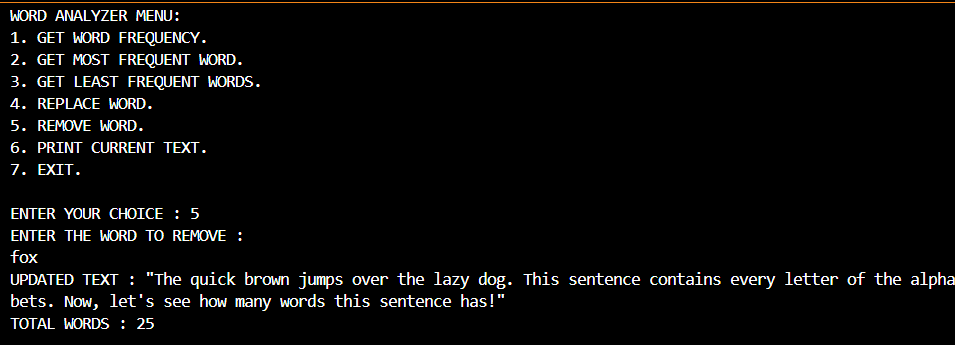 WORD ANALYZER MENU:
1. GET WORD FREQUENCY.
2. GET MOST FREQUENT WORD.
3. GET LEAST FREQUENT WORDS.
4. REPLACE WORD.
5. REMOVE WORD.
6. PRINT CURRENT TEXT.
7. EXIT.
ENTER YOUR CHOICE : 5
ENTER THE WORD TO REMOVE :
fox
UPDATED TEXT : "The quick brown jumps over the lazy dog. This sentence contains every letter of the alpha
bets. Now, let's see how many words this sentence has!"
TOTAL WORDS : 25